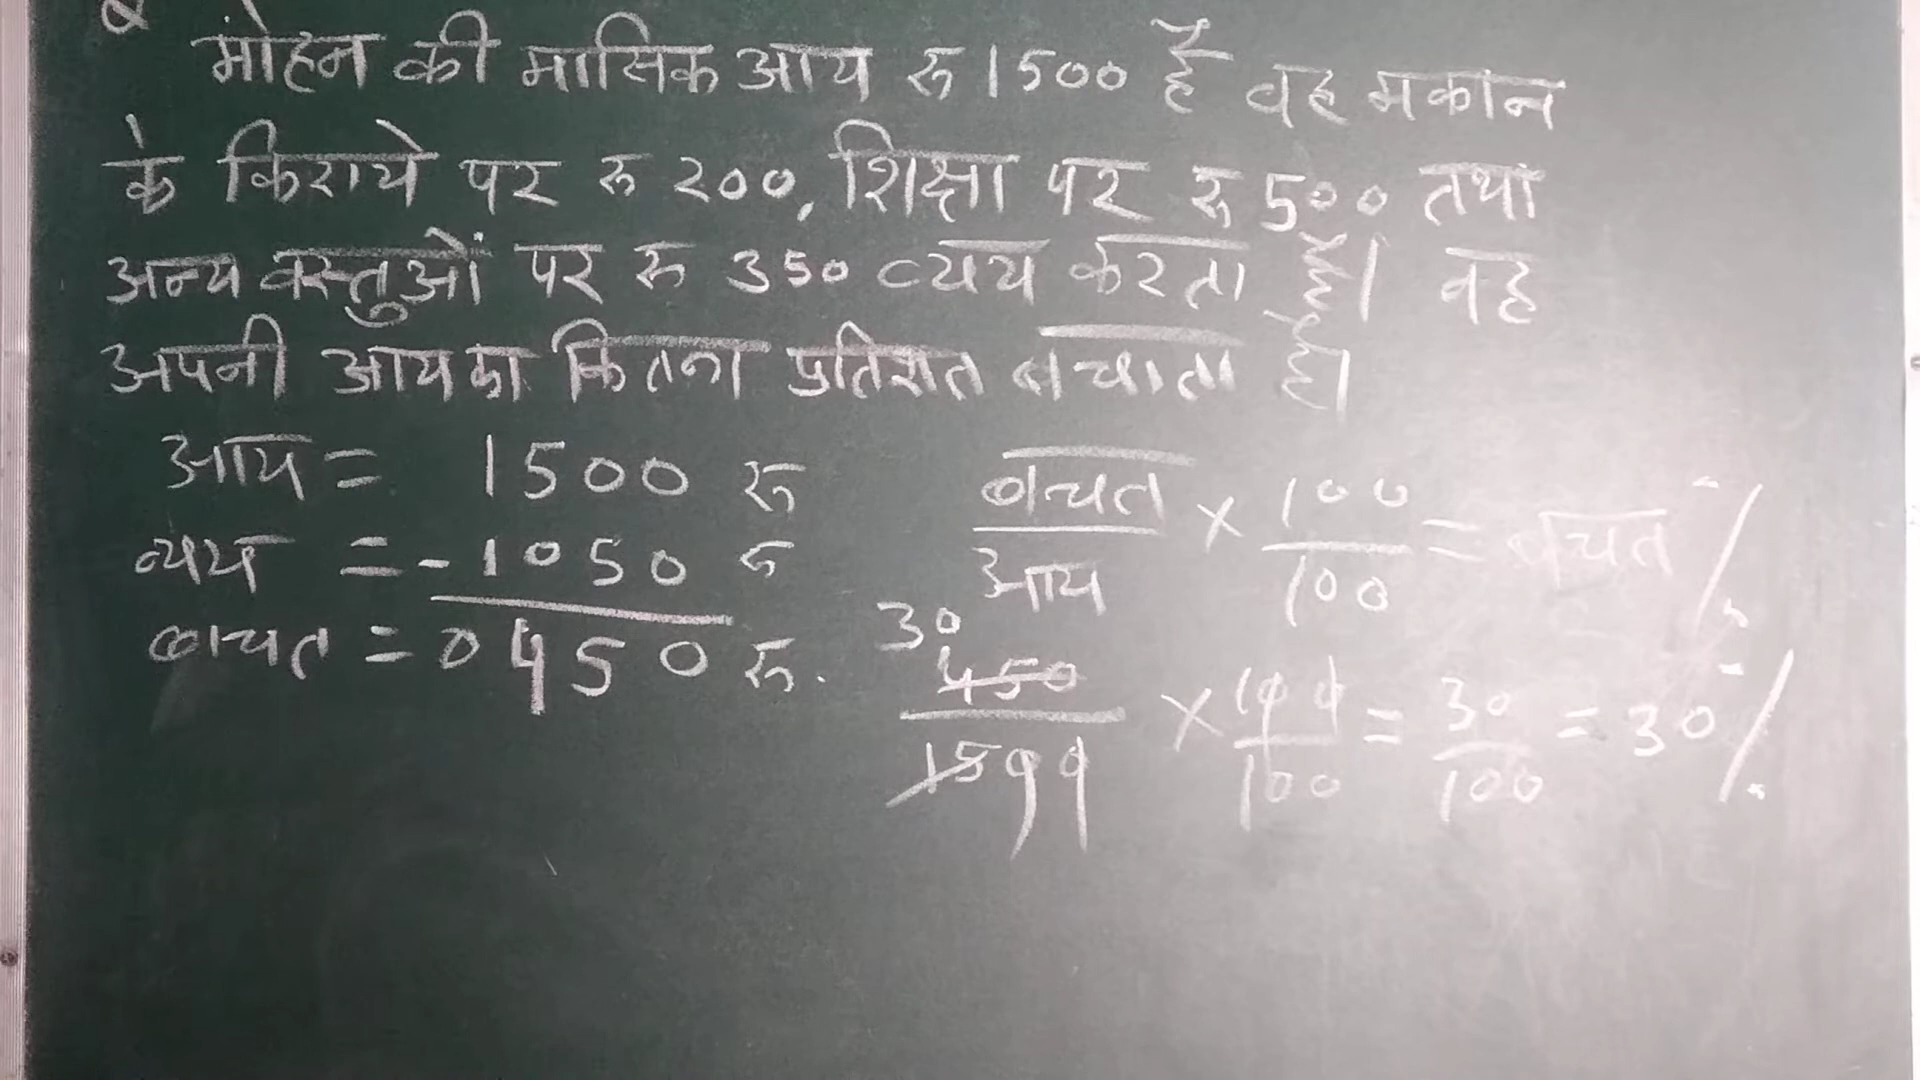 Q
मोहन की मासिक आय रु 1500 है वह मकान
के किराये पर रु 200, शिक्षा पर रु 500 तथा
अन्य वस्तुओं पर रु 350 व्यय करता है। वह
अपनी आय का कितना प्रतिशत बचाता है।
आय = 1500 रु
व्यय = - 1050 रु
बचत = 0450 रु.
बचत/आय × 100/100 = बचत %
30
450/1500 × 100/100 = 30/100 = 30 %